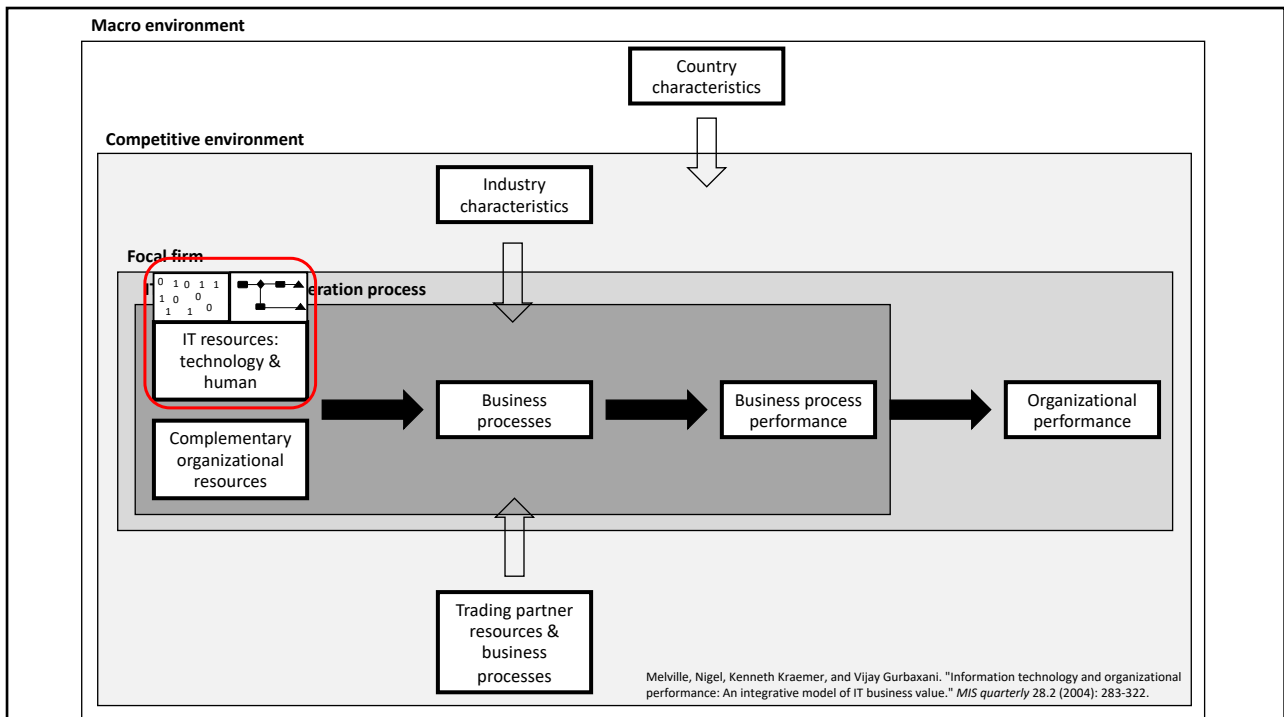 Macro environment
Country
characteristics
Competitive environment
Industry
characteristics
Focal firm
0 1 0 1 1
1 0 0
1 1 0
eration process
IT resources:
technology &
human
Business
processes
Business process
performance
Organizational
performance
Complementary
organizational
resources
Trading partner
resources &
business
processes
Melville, Nigel, Kenneth Kraemer, and Vijay Gurbaxani. "Information technology and organizational
performance: An integrative model of IT business value." MIS quarterly 28.2 (2004): 283-322.